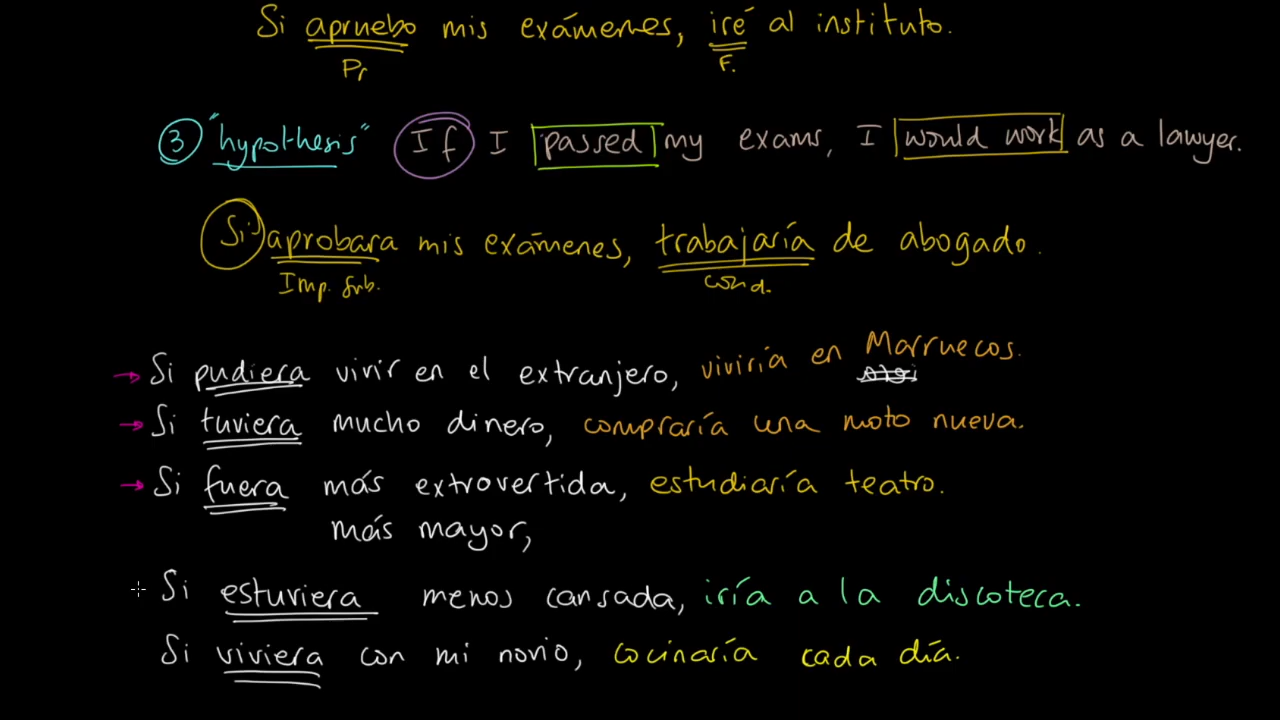 Si apruebo mis exámenes, iré al instituto.
Pr F.
3 "hypothesis" If I passed my exams, I would work as a lawyer.
Si aprobara mis exámenes, trabajaría de abogado.
Imp. Sub. cond.
→ Si pudiera vivir en el extranjero, viviría en Marruecos.
→ Si tuviera mucho dinero, compraría una moto nueva.
→ Si fuera más extrovertida, estudiaría teatro.
más mayor,
Si estuviera menos cansada, iría a la discoteca.
Si viviera con mi novio, cocinaría cada día.